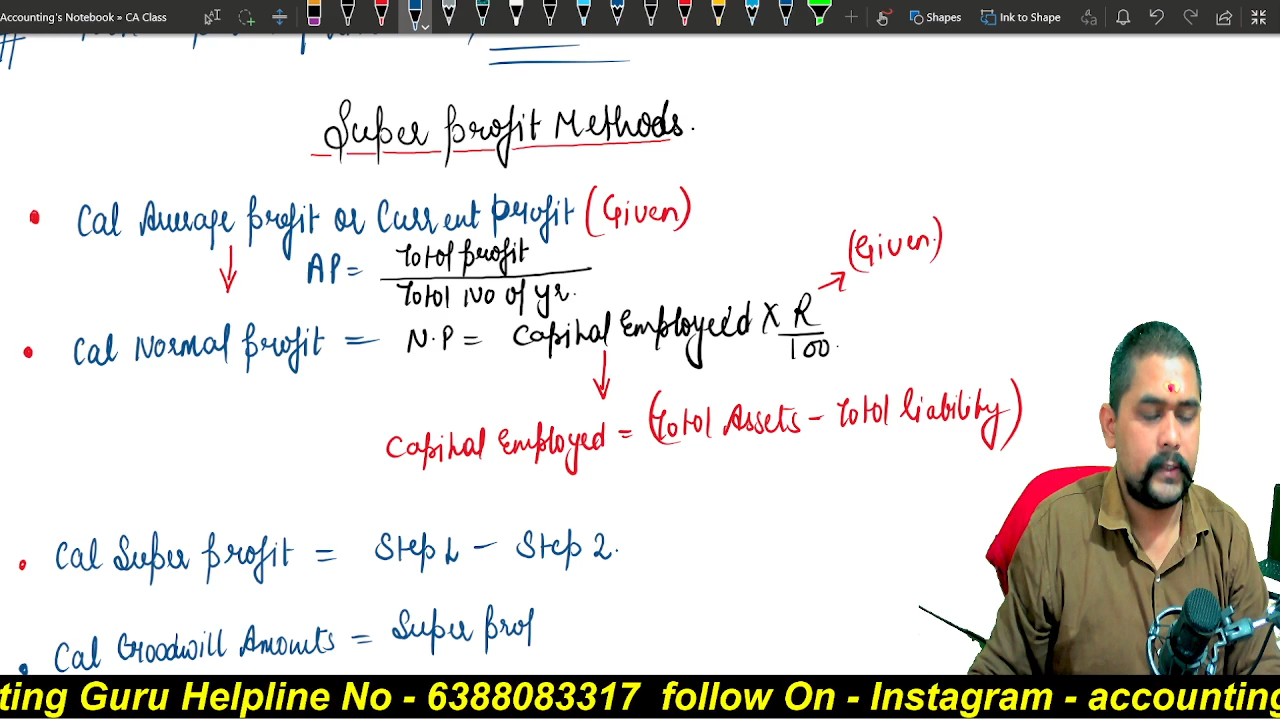 Accounting's Notebook » CA Class
Shapes
Ink to Shape
Super profit Methods.
Cal Average profit or Current profit (Given)
AP = Total profit
Total No of yr.
(Given.)
Cal Normal profit = N.P = Capital Employeed X R
100.
Capital Employed = (Total Assets - Total liability)
Cal Super profit = Step 1 - Step 2.
Cal Goodwill Amounts = Super prof
ting Guru Helpline No - 6388083317 follow On - Instagram - accounting